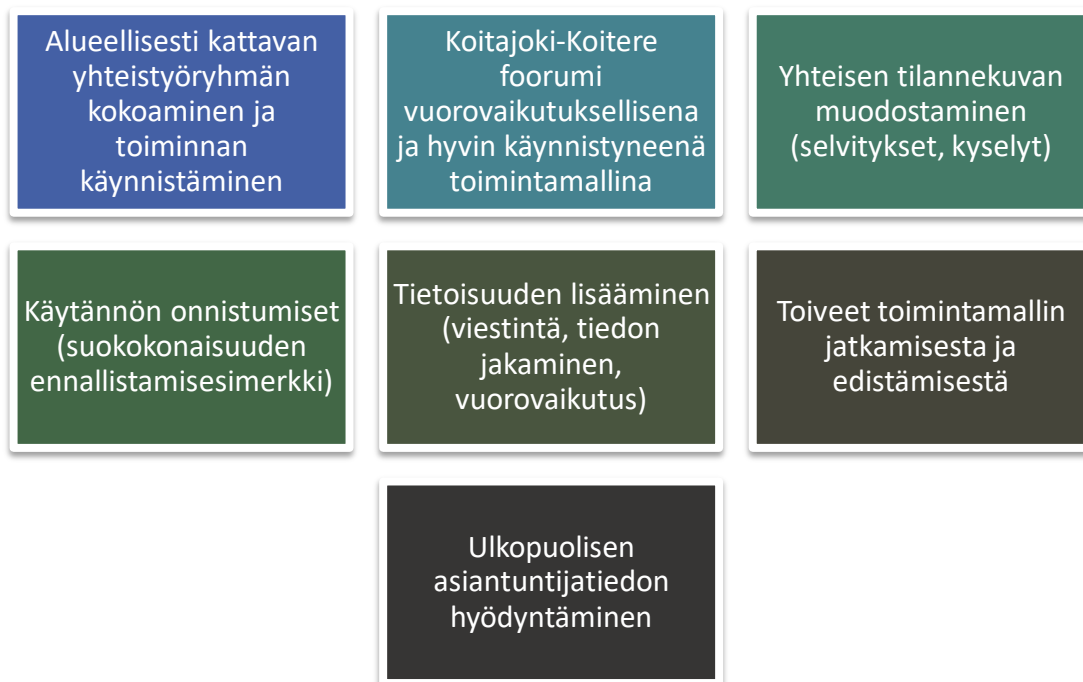 Alueellisesti kattavan
yhteistyöryhmän
kokoaminen ja
toiminnan
käynnistäminen
Koitajoki-Koitere
foorumi
vuorovaikutuksellisena
ja hyvin käynnistyneenä
toimintamallina
Yhteisen tilannekuvan
muodostaminen
(selvitykset, kyselyt)
Käytännön onnistumiset
(suokokonaisuuden
ennallistamisesimerkki)
Tietoisuuden lisääminen
(viestintä, tiedon
jakaminen,
vuorovaikutus)
Toiveet toimintamallin
jatkamisesta ja
edistämisestä
Ulkopuolisen
asiantuntijatiedon
hyödyntäminen